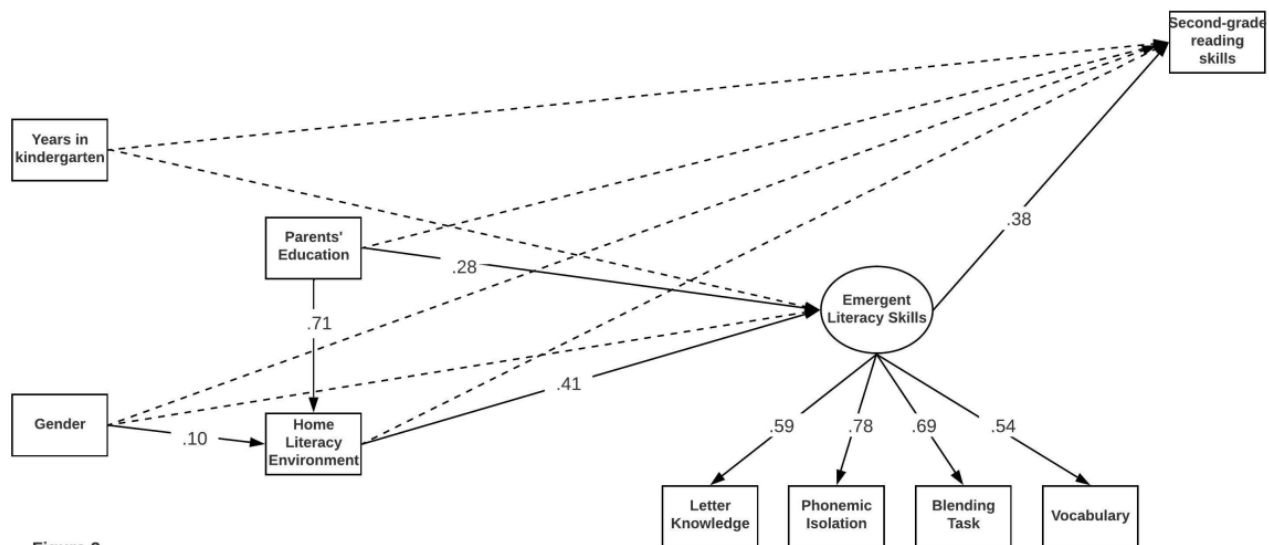 Second-grade
reading
skills
Years in
kindergarten
Parents'
Education
.28
.38
Emergent
Literacy Skills
.71
.41
Gender
.10
Home
Literacy
Environment
.59
.78
.69
.54
Letter
Knowledge
Phonemic
Isolation
Blending
Task
Vocabulary